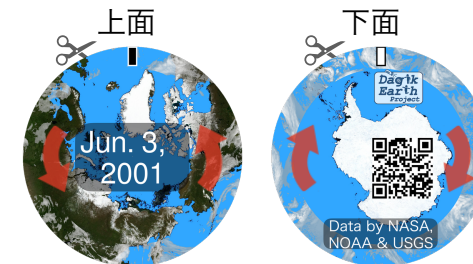 上面
下面
Jun. 3,
2001
Dagik
Earth
Project
Data by NASA,
NOAA & USGS